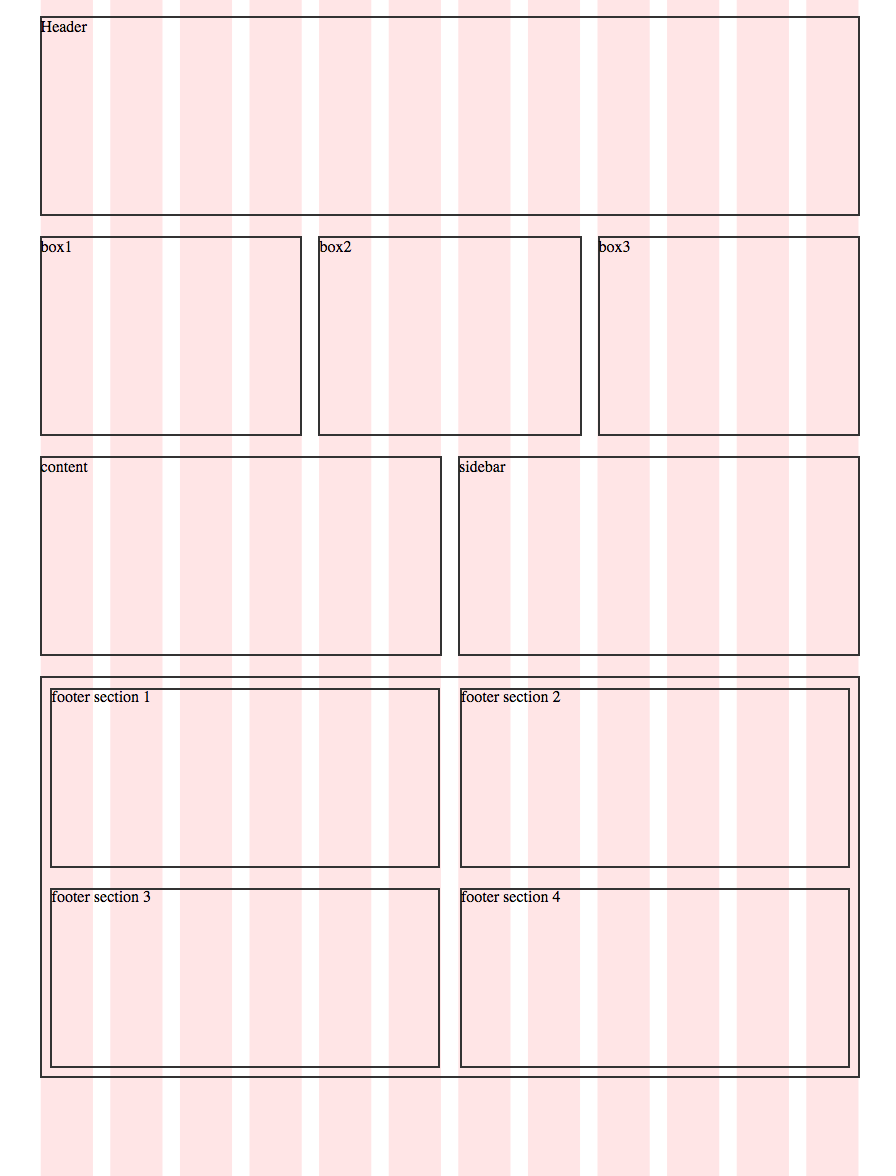 Header
box1
box2
box3
content
sidebar
footer section 1
footer section 2
footer section 3
footer section 4